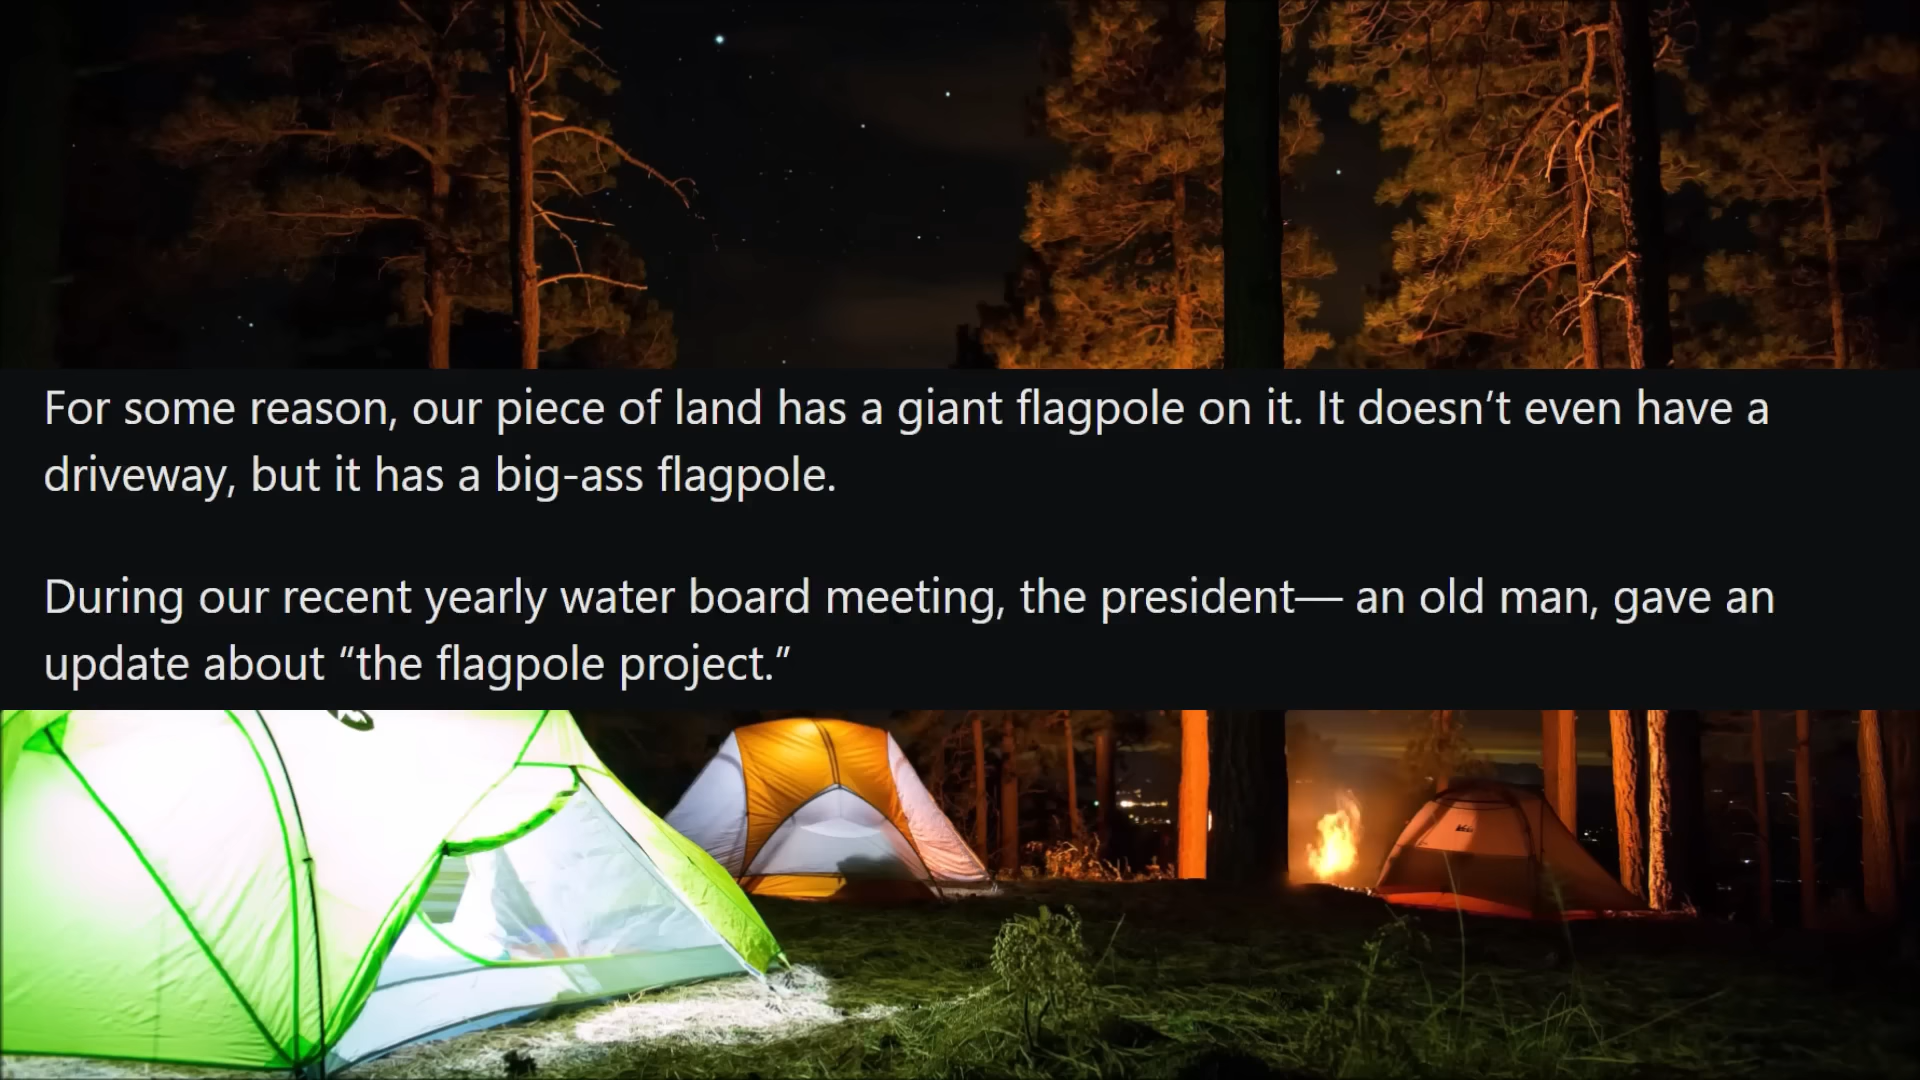 For some reason, our piece of land has a giant flagpole on it. It doesn’t even have a
driveway, but it has a big-ass flagpole.
During our recent yearly water board meeting, the president— an old man, gave an
update about “the flagpole project.”